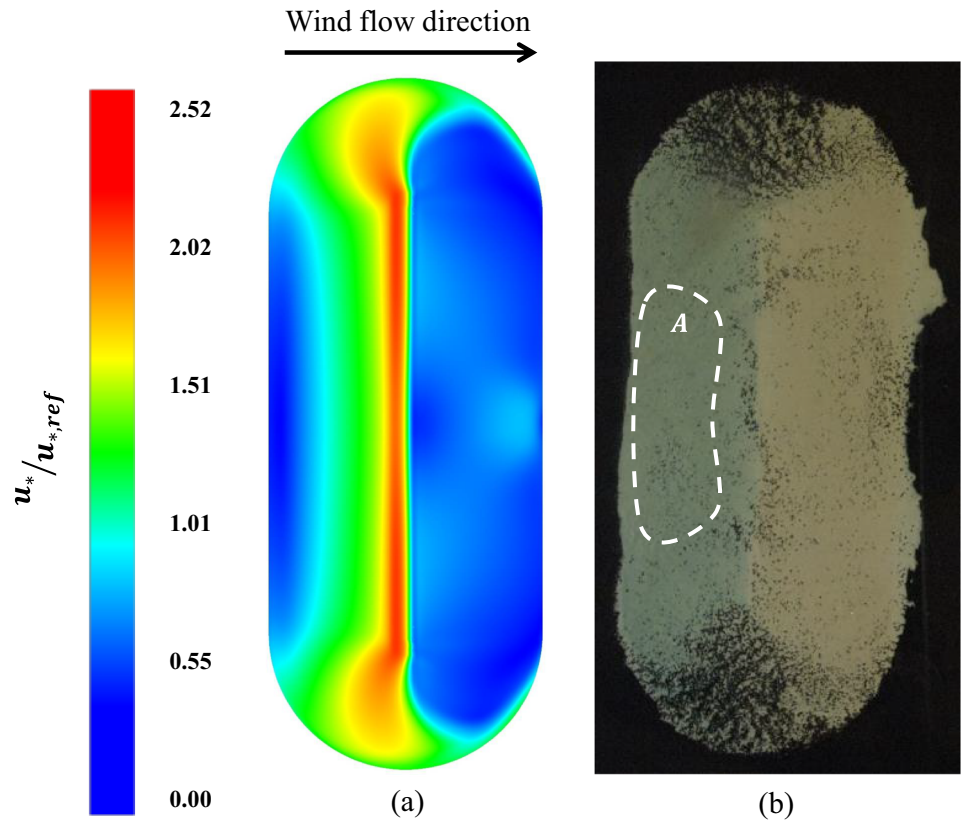 Wind flow direction
2.52
2.02
1.51
1.01
0.55
0.00
u*/u*,ref
A
(a)
(b)